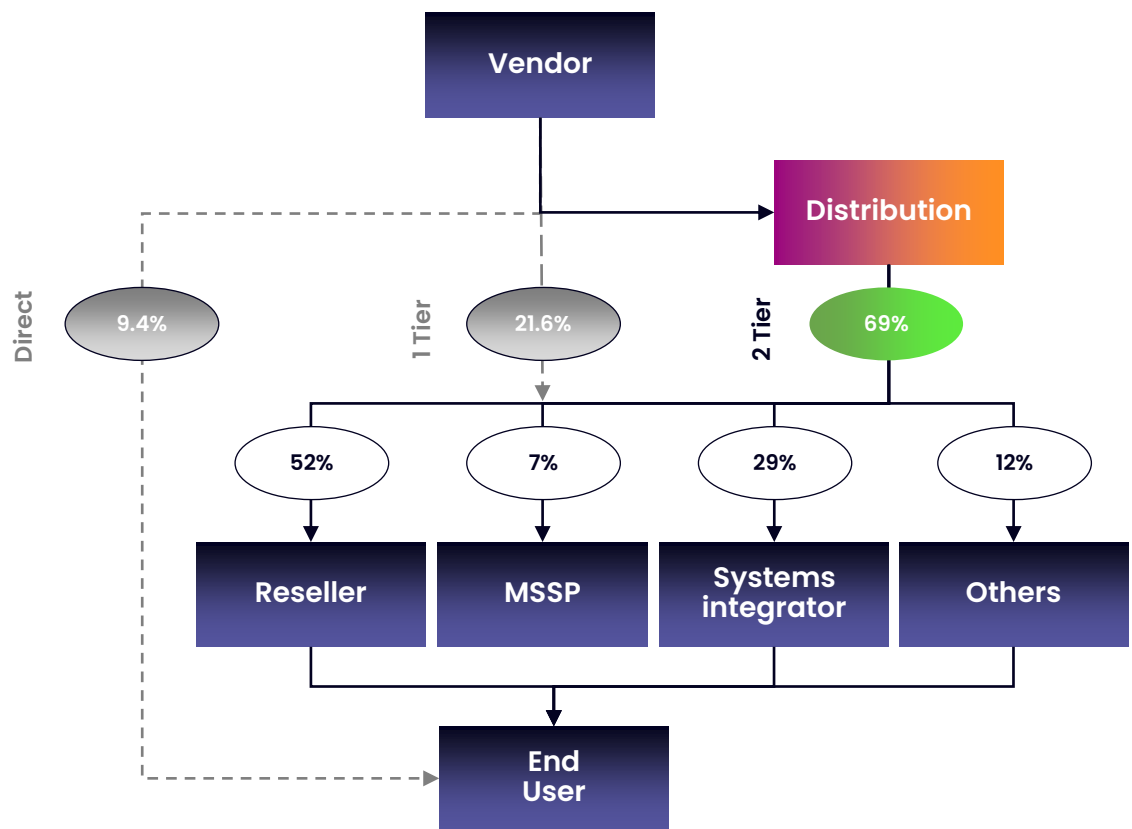 Vendor
Distribution
Direct
9.4%
1 Tier
21.6%
2 Tier
69%
52%
7%
29%
12%
Reseller
MSSP
Systems
integrator
Others
End
User